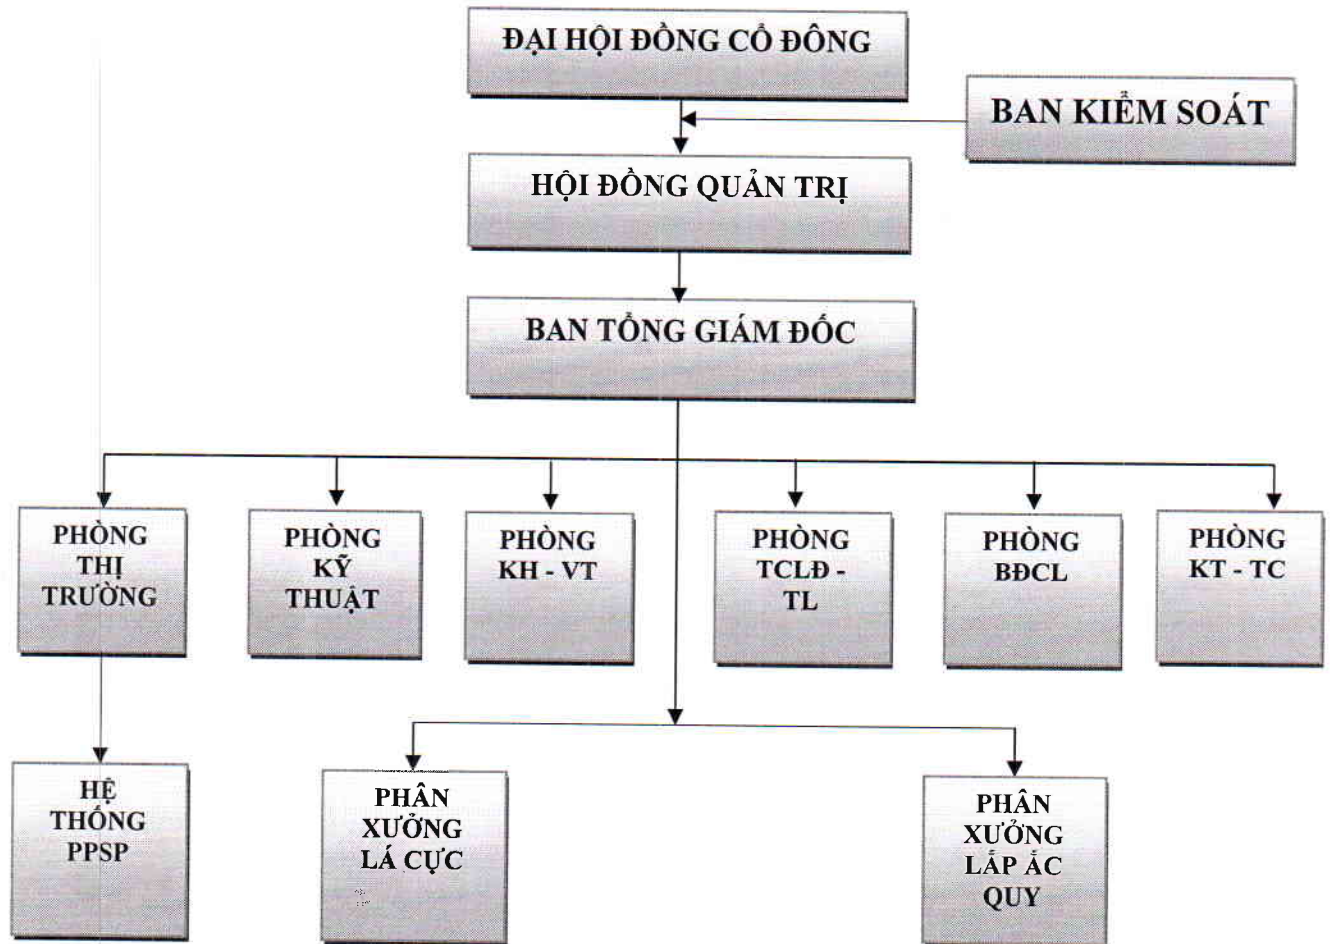 ĐẠI HỘI ĐỒNG CỔ ĐÔNG
BAN KIỂM SOÁT
HỘI ĐỒNG QUẢN TRỊ
BAN TỔNG GIÁM ĐỐC
PHÒNG
THỊ
TRƯỜNG
PHÒNG
KỸ
THUẬT
PHÒNG
KH - VT
PHÒNG
TCLĐ -
TL
PHÒNG
BĐCL
PHÒNG
KT - TC
HỆ
THỐNG
PPSP
PHÂN
XƯỞNG
LÁ CỰC
PHÂN
XƯỞNG
LẮP ẮC
QUY